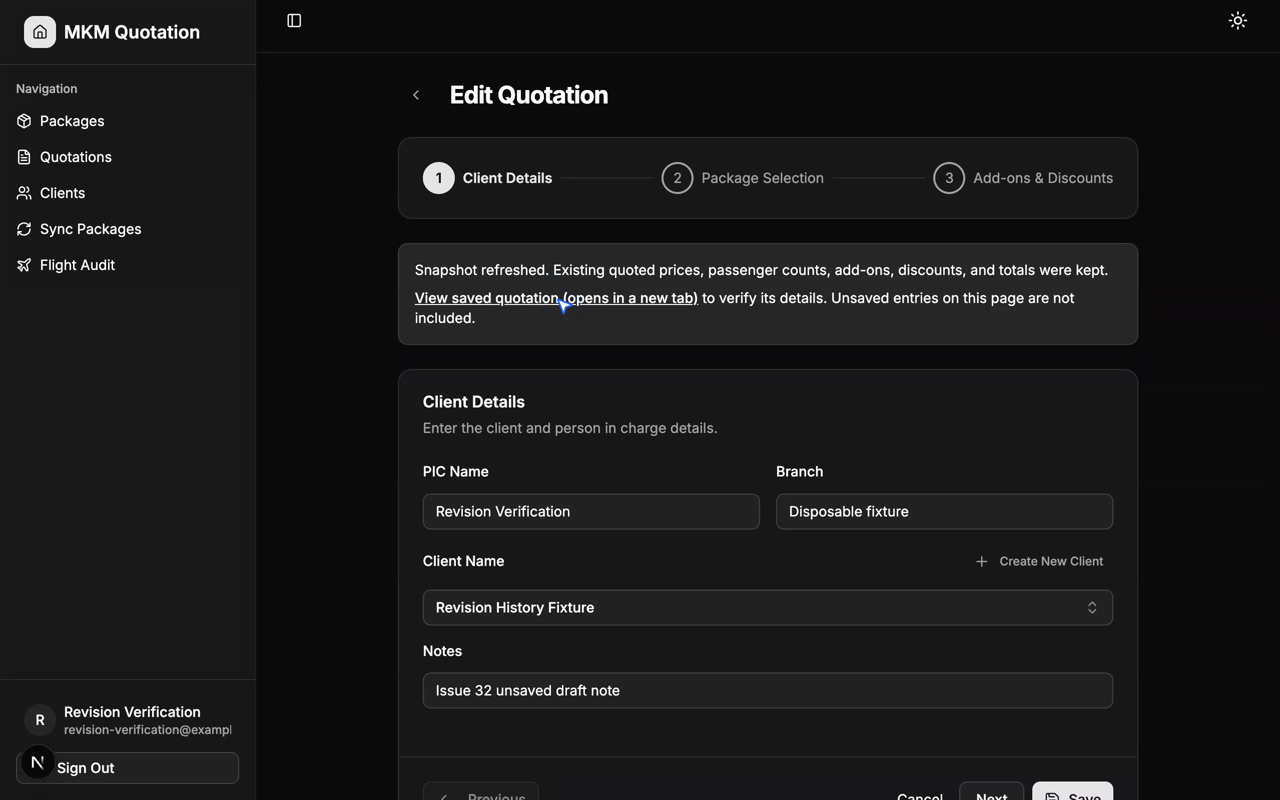 MKM Quotation
Navigation
Packages
Quotations
Clients
Sync Packages
Flight Audit
R
Revision Verification
revision-verification@exampl
N
Sign Out
Edit Quotation
1 Client Details
2 Package Selection
3 Add-ons & Discounts
Snapshot refreshed. Existing quoted prices, passenger counts, add-ons, discounts, and totals were kept.
View saved quotation (opens in a new tab) to verify its details. Unsaved entries on this page are not
included.
Client Details
Enter the client and person in charge details.
PIC Name
Branch
Revision Verification
Disposable fixture
Client Name
Create New Client
Revision History Fixture
Notes
Issue 32 unsaved draft note
Previous
Cancel
Next
Save